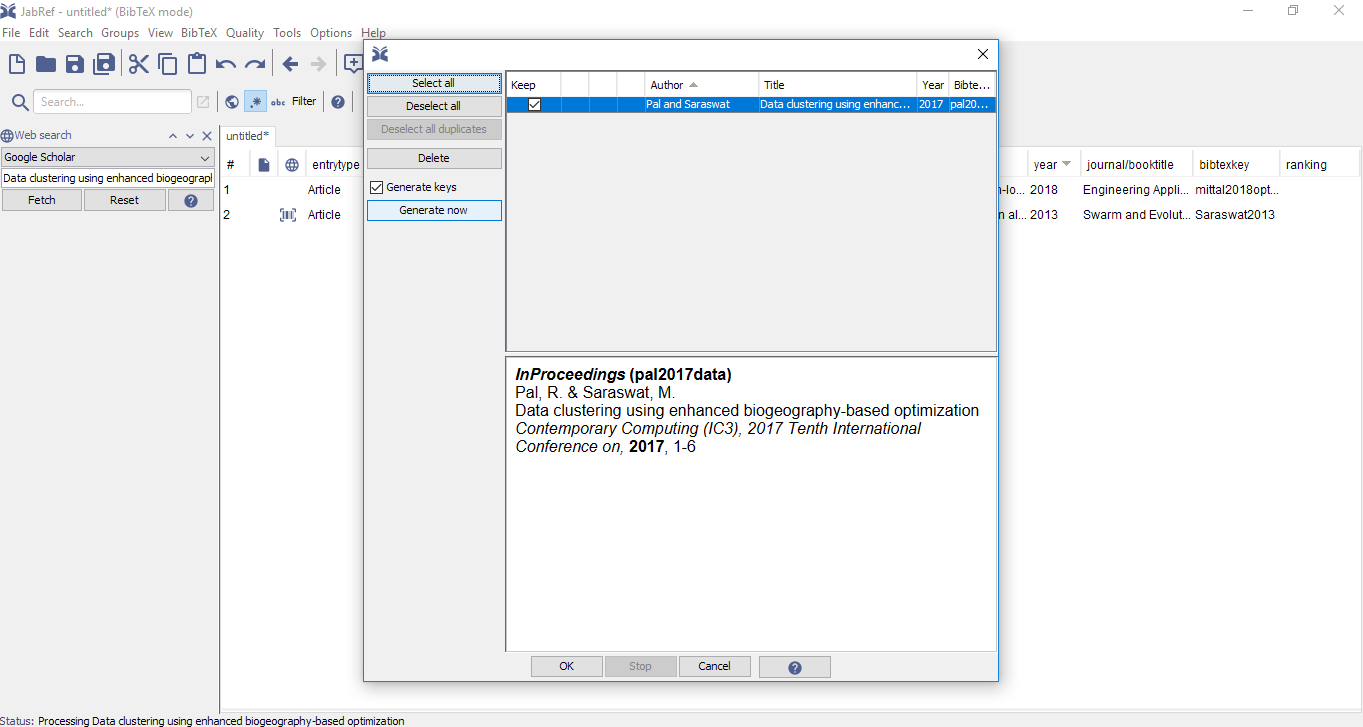 JabRef - untitled* (BibTeX mode)
File Edit Search Groups View BibTeX Quality Tools Options Help
Search...
abc
Filter
Web search
Google Scholar
Data clustering using enhanced biogeograpl
Fetch Reset
Select all
Deselect all
Deselect all duplicates
Delete
Generate keys
Generate now
Keep Author Title Year Bibte...
Pal and Saraswat Data clustering using enhanc... 2017 pal20...
InProceedings (pal2017data)
Pal, R. & Saraswat, M.
Data clustering using enhanced biogeography-based optimization
Contemporary Computing (IC3), 2017 Tenth International
Conference on, 2017, 1-6
OK Stop Cancel
untitled*
# entrytype year journal/booktitle bibtexkey ranking
1 Article n-lo... 2018 Engineering Appli... mittal2018opt...
2 Article n al... 2013 Swarm and Evolut... Saraswat2013
Status: Processing Data clustering using enhanced biogeography-based optimization